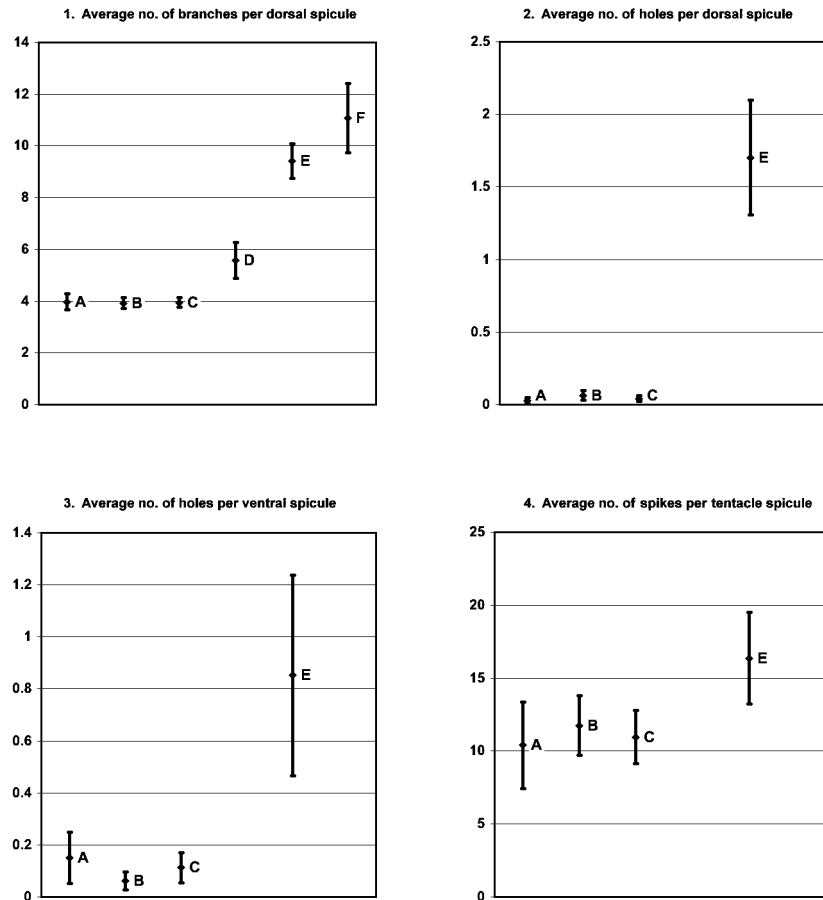 1. Average no. of branches per dorsal spicule
14
12
10
8
6
4
2
0
A
B
C
D
E
F
2. Average no. of holes per dorsal spicule
2.5
2
1.5
1
0.5
0
A
B
C
E
3. Average no. of holes per ventral spicule
1.4
1.2
1
0.8
0.6
0.4
0.2
0
A
B
C
E
4. Average no. of spikes per tentacle spicule
25
20
15
10
5
0
A
B
C
E